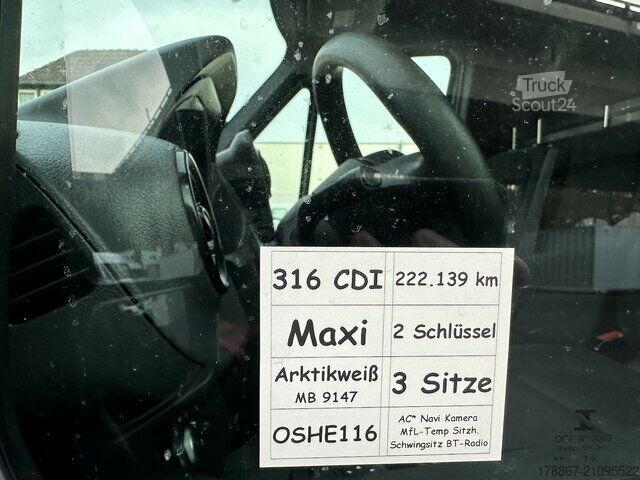 Truck
Scout24
316 CDI
222.139 km
Maxi
2 Schlüssel
Arktikweiß
MB 9147
3 Sitze
OSHE116
AC* Navi Kamera
MfL-Temp Sitzh.
Schwingsitz BT-Radio
178867-21095522